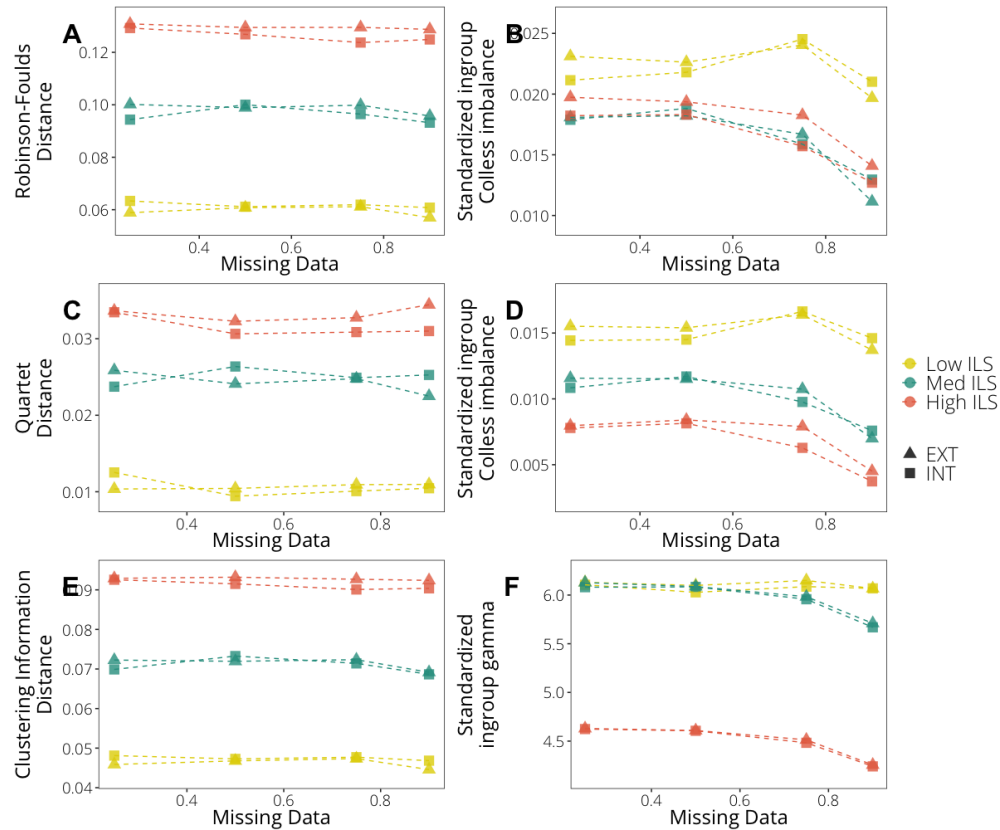 A
Robinson-Foulds
Distance
0.12
0.10
0.08
0.06
0.4
0.6
0.8
Missing Data
B
Standardized ingroup
Colless imbalance
0.025
0.020
0.015
0.010
0.4
0.6
0.8
Missing Data
C
Quartet
Distance
0.03
0.02
0.01
0.4
0.6
0.8
Missing Data
D
Standardized ingroup
Colless imbalance
0.015
0.010
0.005
0.4
0.6
0.8
Missing Data
Low ILS
Med ILS
High ILS
EXT
INT
E
Clustering Information
Distance
0.09
0.08
0.07
0.06
0.05
0.04
0.4
0.6
0.8
Missing Data
F
Standardized
ingroup gamma
6.0
5.5
5.0
4.5
0.4
0.6
0.8
Missing Data